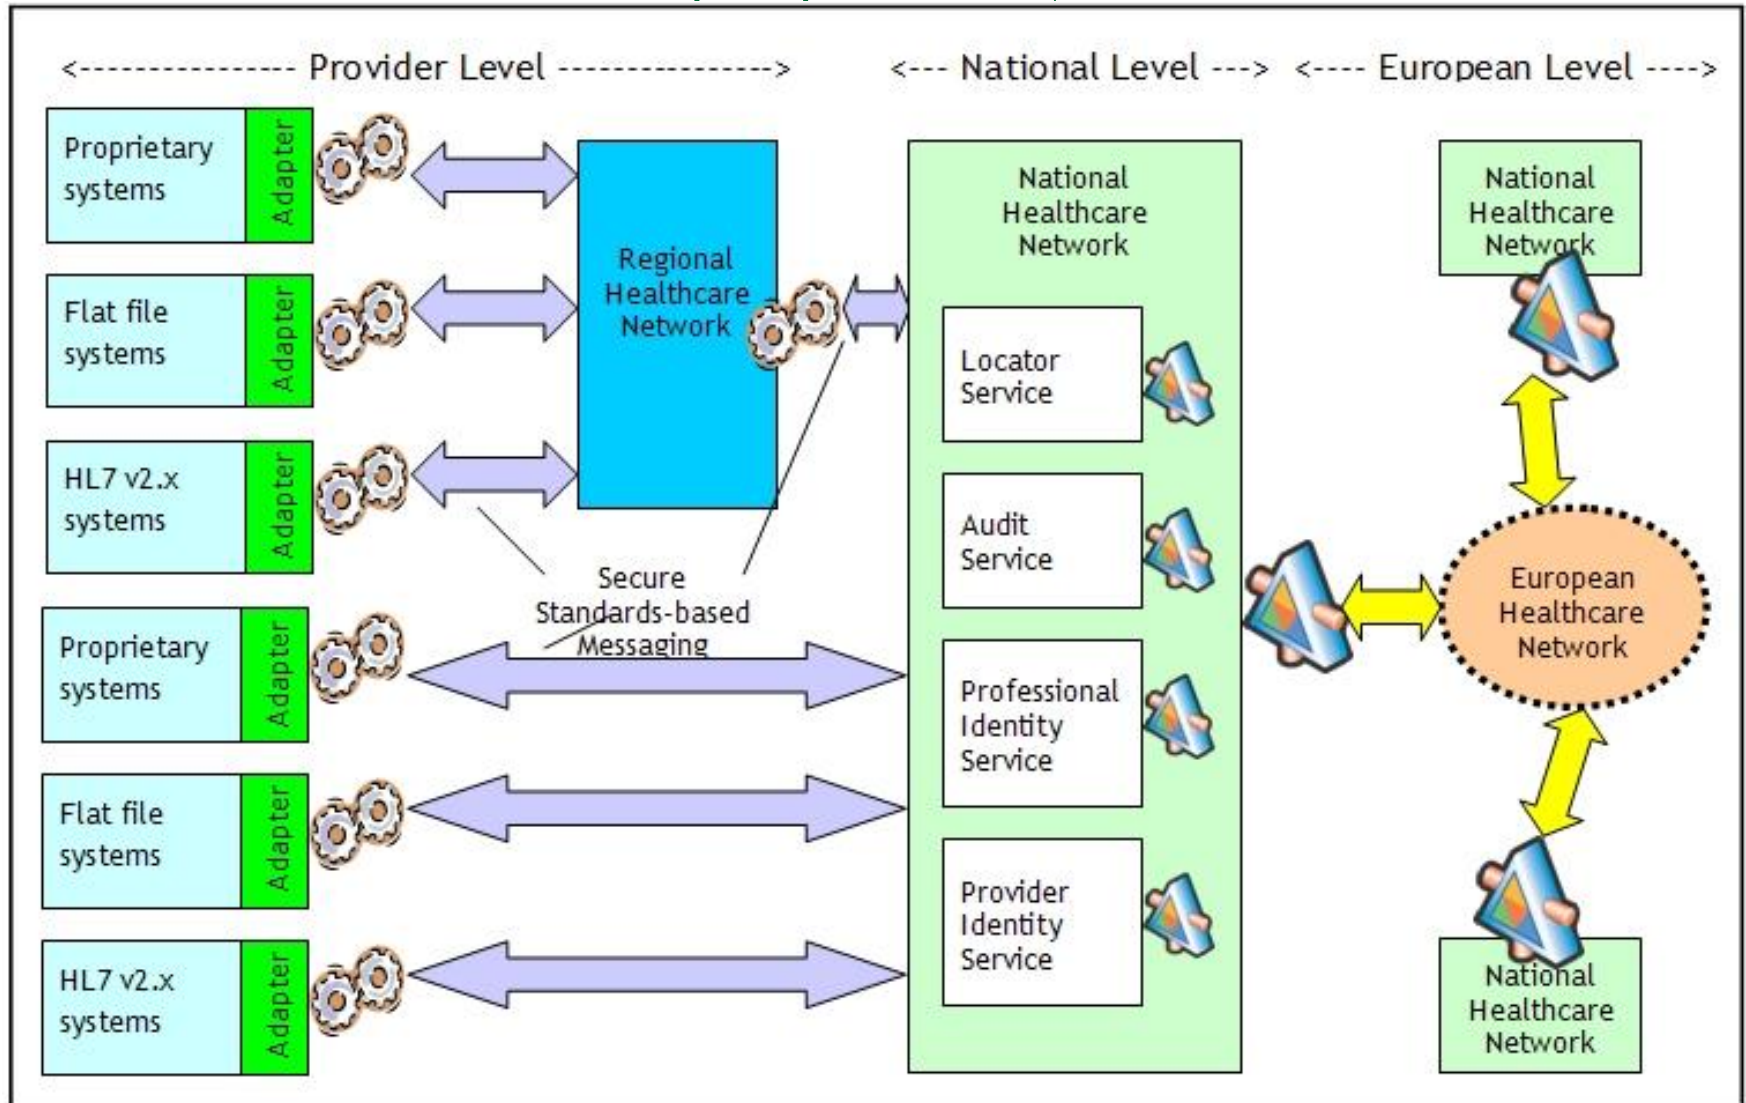 <--------------- Provider Level --------------->
<--- National Level --->
<---- European Level ---->
Proprietary
systems
Adapter
Flat file
systems
Adapter
HL7 v2.x
systems
Adapter
Proprietary
systems
Adapter
Flat file
systems
Adapter
HL7 v2.x
systems
Adapter
Regional
Healthcare
Network
Secure
Standards-based
Messaging
National
Healthcare
Network
Locator
Service
Audit
Service
Professional
Identity
Service
Provider
Identity
Service
National
Healthcare
Network
European
Healthcare
Network
National
Healthcare
Network